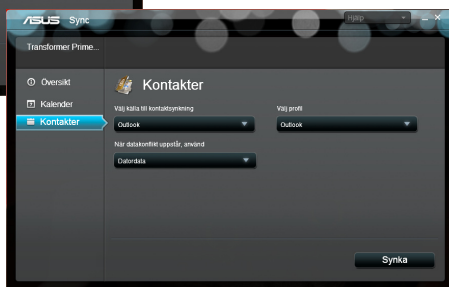 ASUS Sync
Hjälp
Transformer Prime...
Översikt
Kalender
Kontakter
Kontakter
Välj källa till kontaktsynkning
Välj profil
Outlook
Outlook
När datakonflikt uppstår, använd
Datordata
Synka